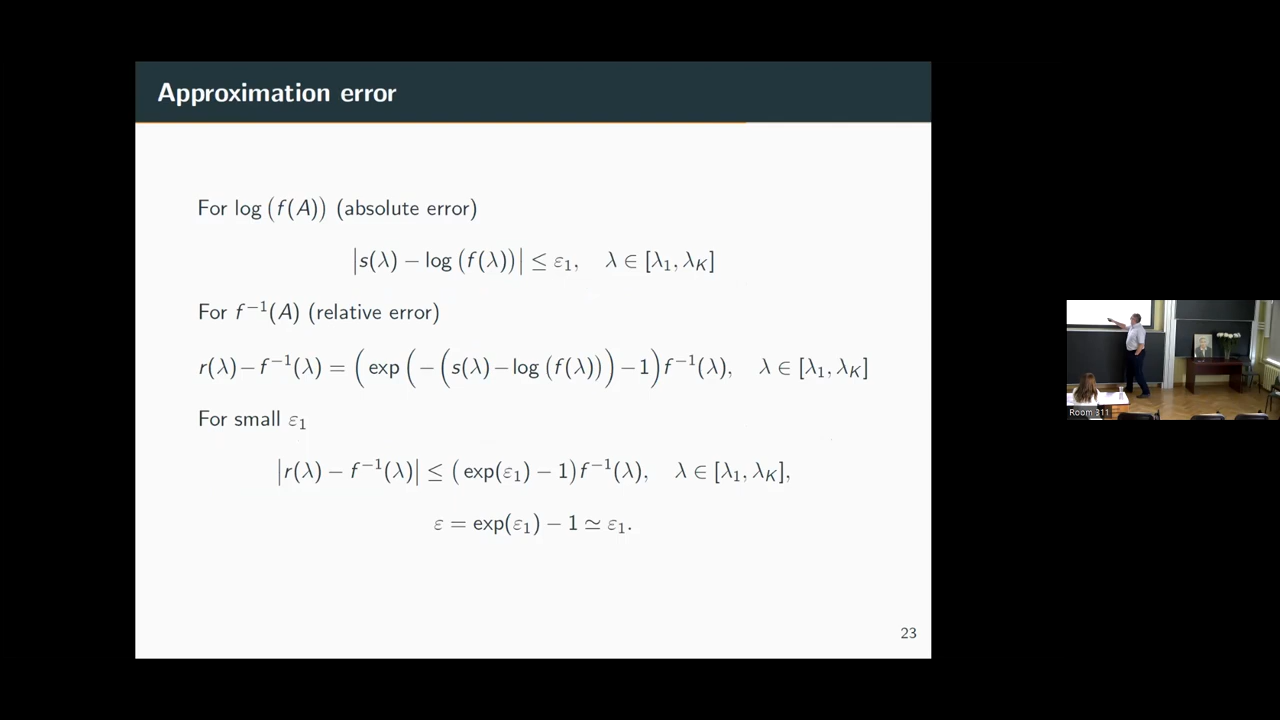 Approximation error
For log (f(A)) (absolute error)
|s(λ) − log (f(λ))| ≤ ε₁, λ ∈ [λ₁, λ_K]
For f⁻¹(A) (relative error)
r(λ) − f⁻¹(λ) = (exp (−(s(λ) − log (f(λ))) − 1) f⁻¹(λ), λ ∈ [λ₁, λ_K]
For small ε₁
|r(λ) − f⁻¹(λ)| ≤ (exp(ε₁) − 1) f⁻¹(λ), λ ∈ [λ₁, λ_K],
ε = exp(ε₁) − 1 ≃ ε₁.
23
Room 311